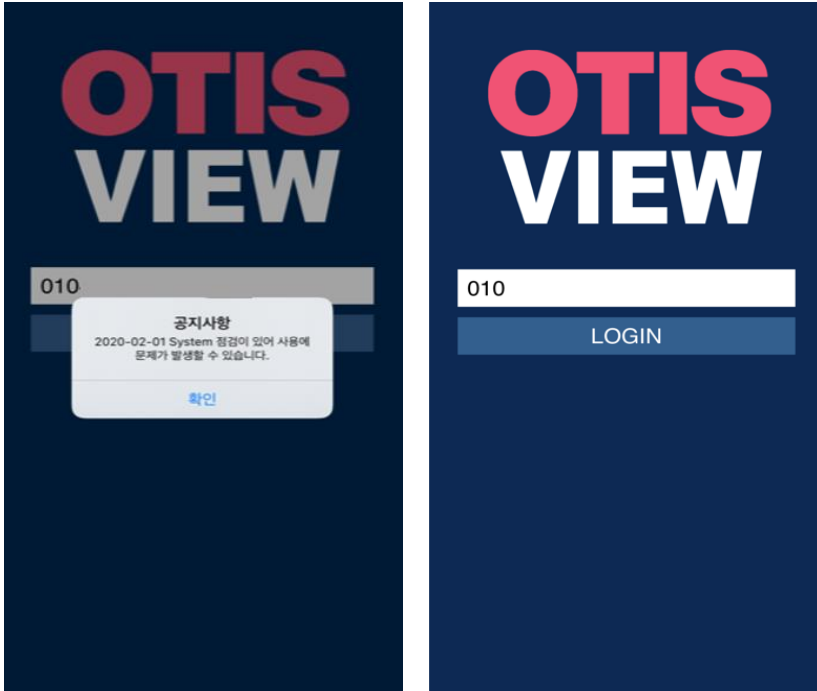 OTIS
VIEW
010
공지사항
2020-02-01 System 점검이 있어 사용에
문제가 발생할 수 있습니다.
확인
OTIS
VIEW
010
LOGIN